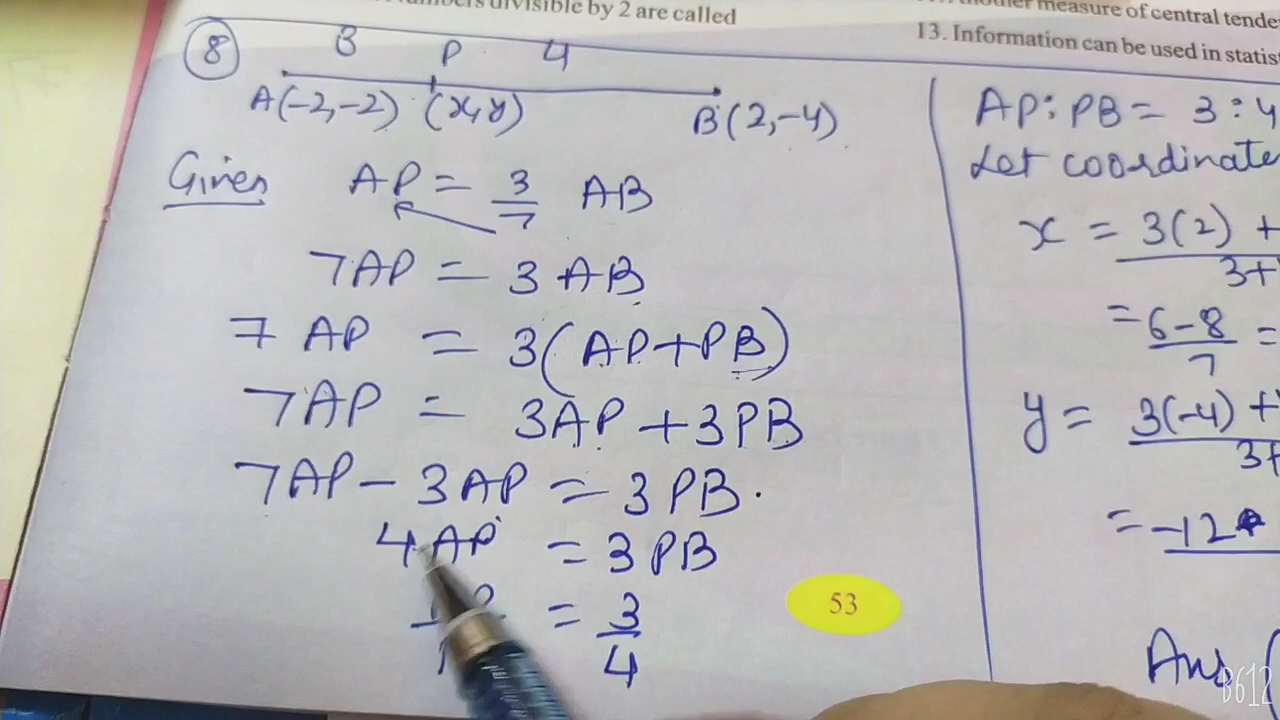 umbers divisible by 2 are called
measure of central tende
13. Information can be used in statis
8
3 P 4
A(-2,-2) (x,y) B(2,-4)
Given AP = 3/7 AB
7AP = 3AB
7AP = 3(AP+PB)
7AP = 3AP+3PB
7AP-3AP = 3PB.
4AP = 3PB
= 3/4
53
AP:PB = 3:4
Let coordinate
x = 3(2)+
3+
= 6-8/7 =
y = 3(-4)+
3+
= -12
Ans (
B612